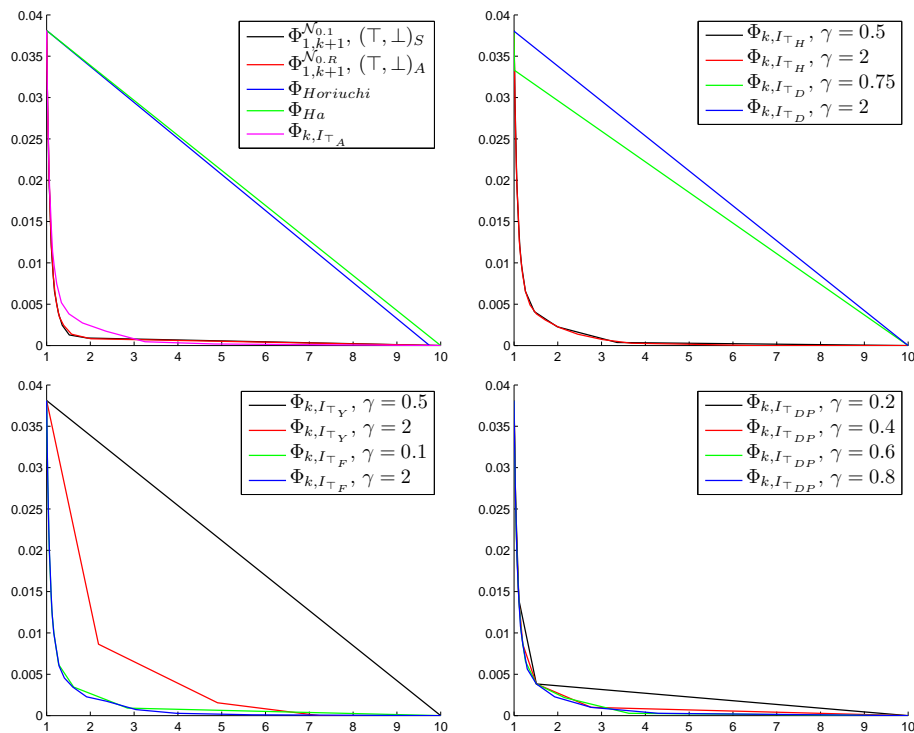 0.04
0.035
0.03
0.025
0.02
0.015
0.01
0.005
0
1 2 3 4 5 6 7 8 9 10
Φ_{1,k+1}^{𝒩_{0.1}}, (⊤, ⊥)_S
Φ_{1,k+1}^{𝒩_{0.R}}, (⊤, ⊥)_A
Φ_{Horiuchi}
Φ_{Ha}
Φ_{k,I_{⊤_A}}
0.04
0.035
0.03
0.025
0.02
0.015
0.01
0.005
0
1 2 3 4 5 6 7 8 9 10
Φ_{k,I_{⊤_H}}, γ = 0.5
Φ_{k,I_{⊤_H}}, γ = 2
Φ_{k,I_{⊤_D}}, γ = 0.75
Φ_{k,I_{⊤_D}}, γ = 2
0.04
0.035
0.03
0.025
0.02
0.015
0.01
0.005
0
1 2 3 4 5 6 7 8 9 10
Φ_{k,I_{⊤_Y}}, γ = 0.5
Φ_{k,I_{⊤_Y}}, γ = 2
Φ_{k,I_{⊤_F}}, γ = 0.1
Φ_{k,I_{⊤_F}}, γ = 2
0.04
0.035
0.03
0.025
0.02
0.015
0.01
0.005
0
1 2 3 4 5 6 7 8 9 10
Φ_{k,I_{⊤_{DP}}}, γ = 0.2
Φ_{k,I_{⊤_{DP}}}, γ = 0.4
Φ_{k,I_{⊤_{DP}}}, γ = 0.6
Φ_{k,I_{⊤_{DP}}}, γ = 0.8